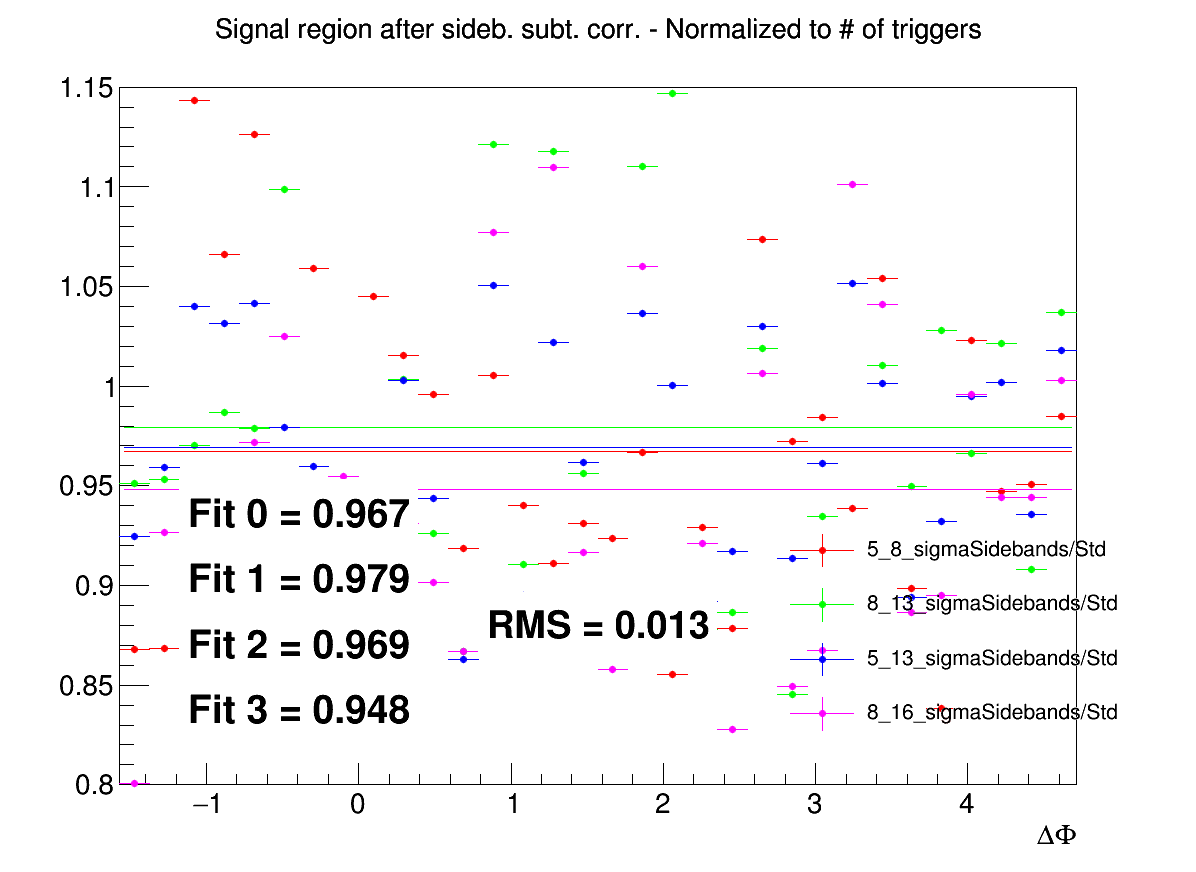 Signal region after sideb. subt. corr. - Normalized to # of triggers
1.15
1.1
1.05
1
0.95
0.9
0.85
0.8
Fit 0 = 0.967
Fit 1 = 0.979
Fit 2 = 0.969
Fit 3 = 0.948
RMS = 0.013
5_8_sigmaSidebands/Std
8_13_sigmaSidebands/Std
5_13_sigmaSidebands/Std
8_16_sigmaSidebands/Std
−1 0 1 2 3 4
ΔΦ